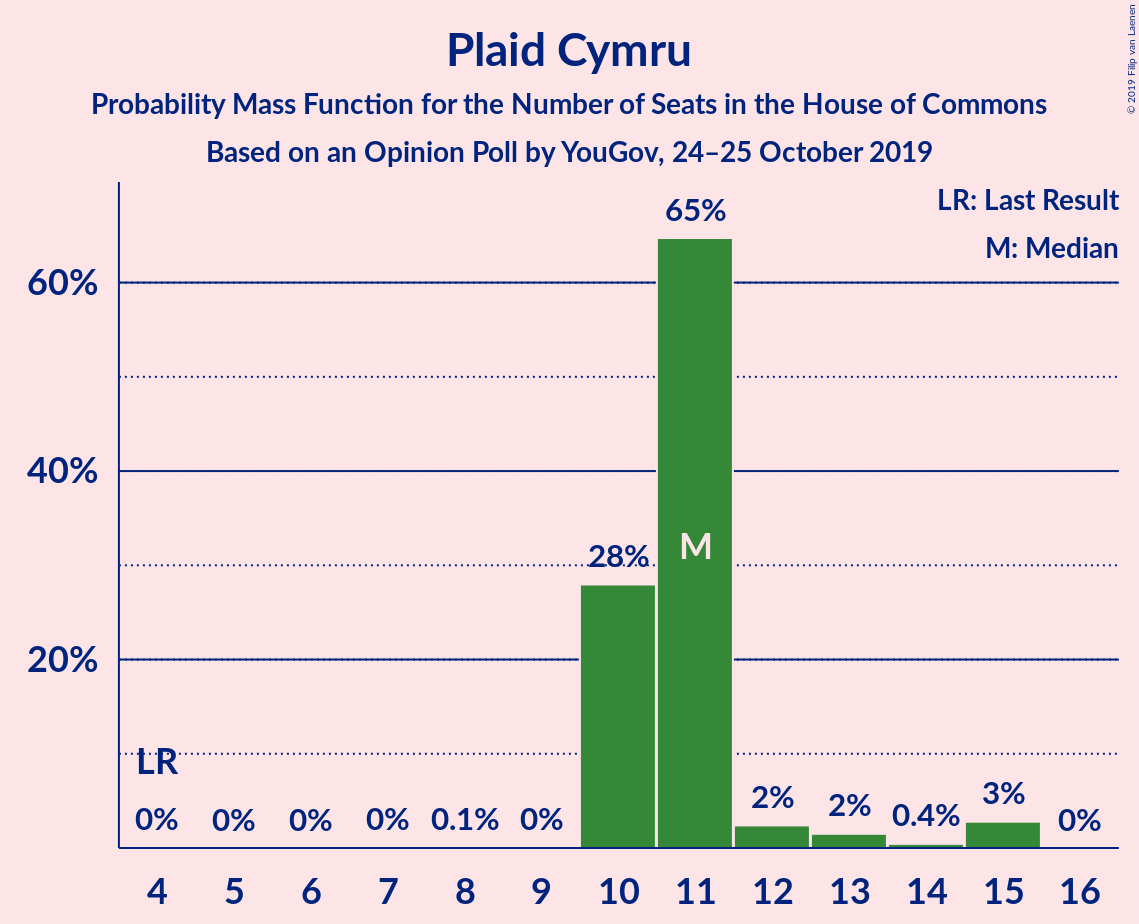 Plaid Cymru
Probability Mass Function for the Number of Seats in the House of Commons
Based on an Opinion Poll by YouGov, 24–25 October 2019
© 2019 Filip van Laenen
LR: Last Result
M: Median
65%
60%
40%
28%
M
20%
LR
0% 0% 0% 0% 0.1% 0% 2% 2% 0.4% 3% 0%
4 5 6 7 8 9 10 11 12 13 14 15 16